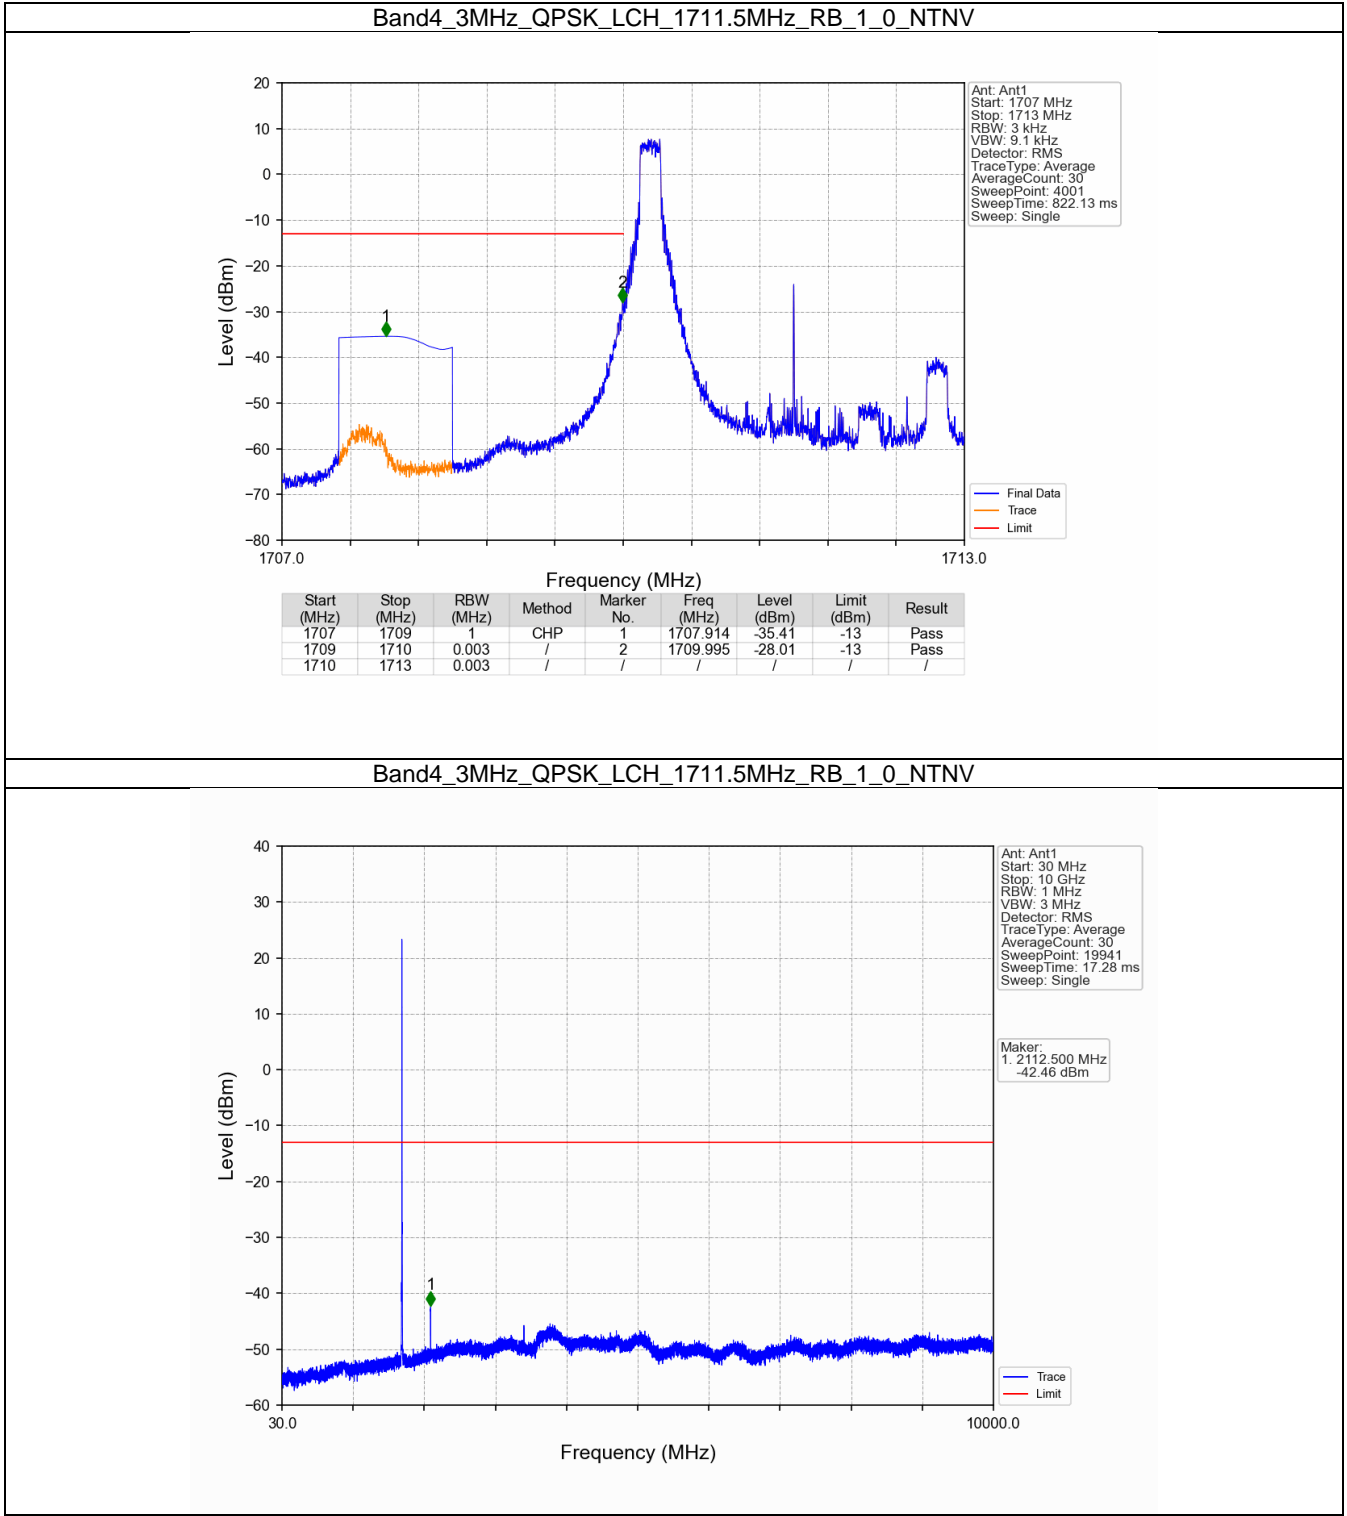 Band4_3MHz_QPSK_LCH_1711.5MHz_RB_1_0_NTNV
20
10
0
−10
−20
−30
−40
−50
−60
−70
−80
Level (dBm)
1
2
1707.0
1713.0
Frequency (MHz)
Ant: Ant1
Start: 1707 MHz
Stop: 1713 MHz
RBW: 3 kHz
VBW: 9.1 kHz
Detector: RMS
TraceType: Average
AverageCount: 30
SweepPoint: 4001
SweepTime: 822.13 ms
Sweep: Single
Final Data
Trace
Limit
Start (MHz) Stop (MHz) RBW (MHz) Method Marker No. Freq (MHz) Level (dBm) Limit (dBm) Result
1707 1709 1 CHP 1 1707.914 -35.41 -13 Pass
1709 1710 0.003 / 2 1709.995 -28.01 -13 Pass
1710 1713 0.003 / / / / / /
Band4_3MHz_QPSK_LCH_1711.5MHz_RB_1_0_NTNV
40
30
20
10
0
−10
−20
−30
−40
−50
−60
Level (dBm)
1
30.0
10000.0
Frequency (MHz)
Ant: Ant1
Start: 30 MHz
Stop: 10 GHz
RBW: 1 MHz
VBW: 3 MHz
Detector: RMS
TraceType: Average
AverageCount: 30
SweepPoint: 19941
SweepTime: 17.28 ms
Sweep: Single
Maker:
1. 2112.500 MHz
-42.46 dBm
Trace
Limit